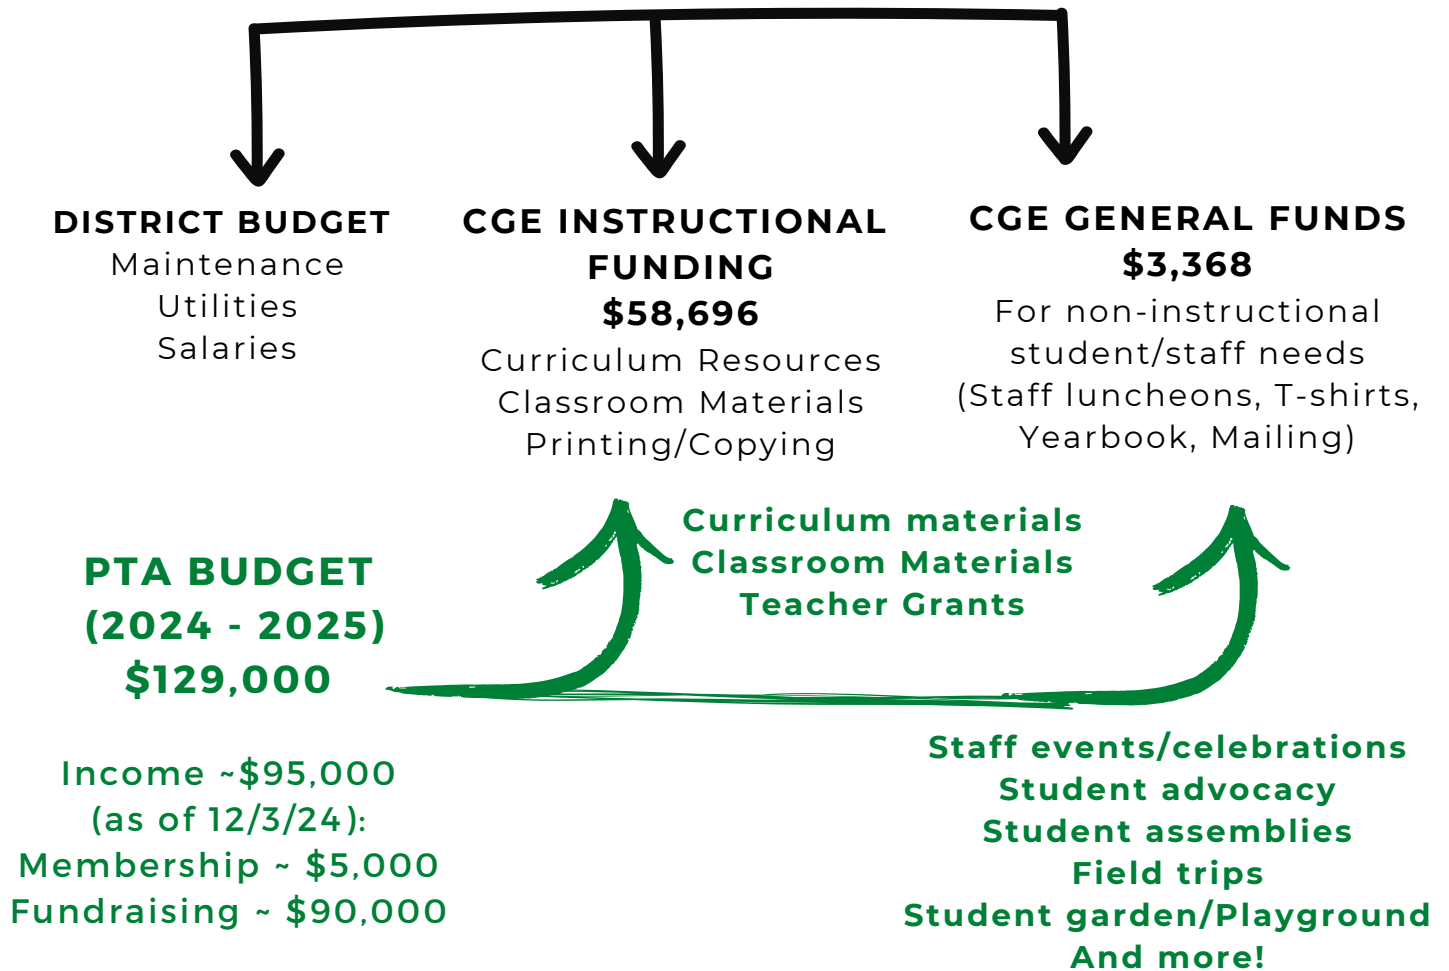 DISTRICT BUDGET
Maintenance
Utilities
Salaries
CGE INSTRUCTIONAL
FUNDING
$58,696
Curriculum Resources
Classroom Materials
Printing/Copying
CGE GENERAL FUNDS
$3,368
For non-instructional
student/staff needs
(Staff luncheons, T-shirts,
Yearbook, Mailing)
Curriculum materials
Classroom Materials
Teacher Grants
PTA BUDGET
(2024 - 2025)
$129,000
Income ~$95,000
(as of 12/3/24):
Membership ~ $5,000
Fundraising ~ $90,000
Staff events/celebrations
Student advocacy
Student assemblies
Field trips
Student garden/Playground
And more!